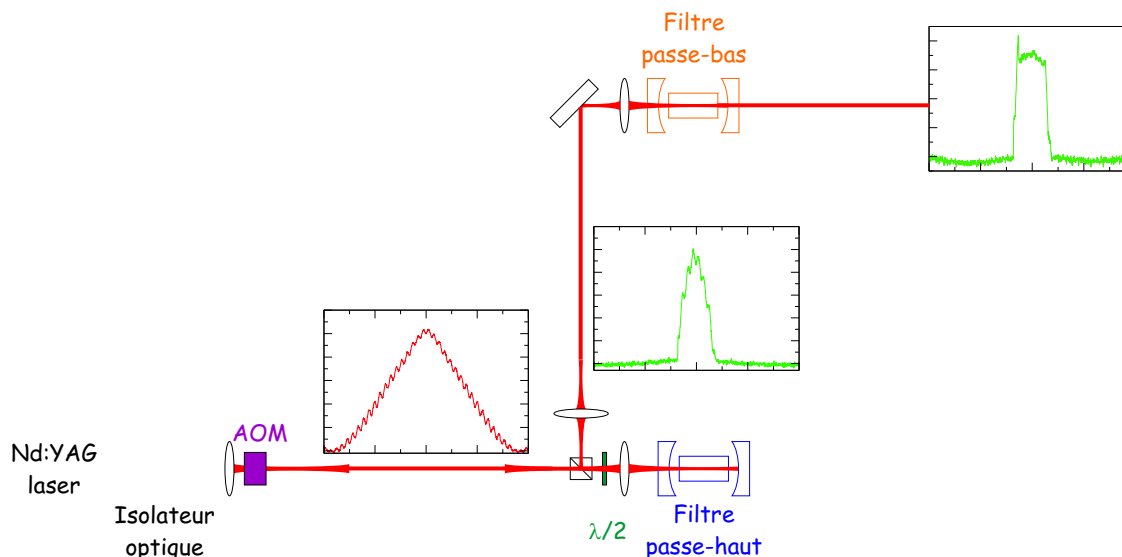 Filtre
passe-bas
AOM
Nd:YAG
laser
Isolateur
optique
λ/2
Filtre
passe-haut